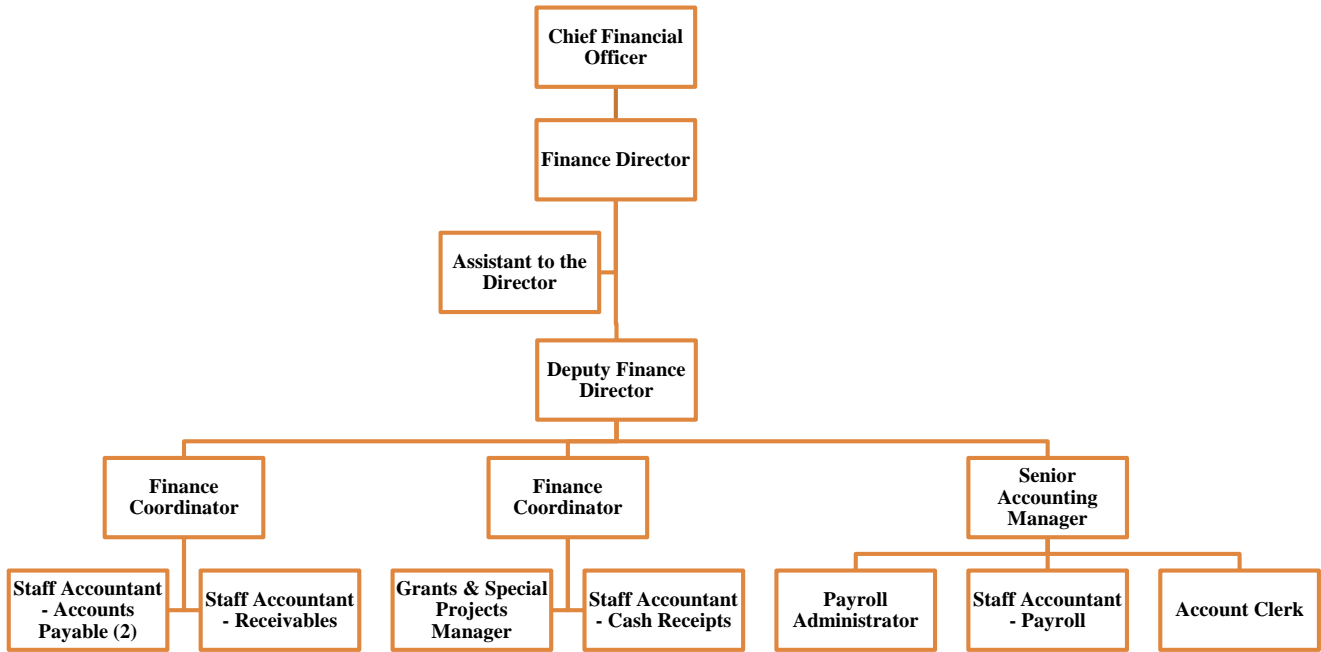 Chief Financial
Officer
Finance Director
Assistant to the
Director
Deputy Finance
Director
Finance
Coordinator
Finance
Coordinator
Senior
Accounting
Manager
Staff Accountant
- Accounts
Payable (2)
Staff Accountant
- Receivables
Grants & Special
Projects
Manager
Staff Accountant
- Cash Receipts
Payroll
Administrator
Staff Accountant
- Payroll
Account Clerk